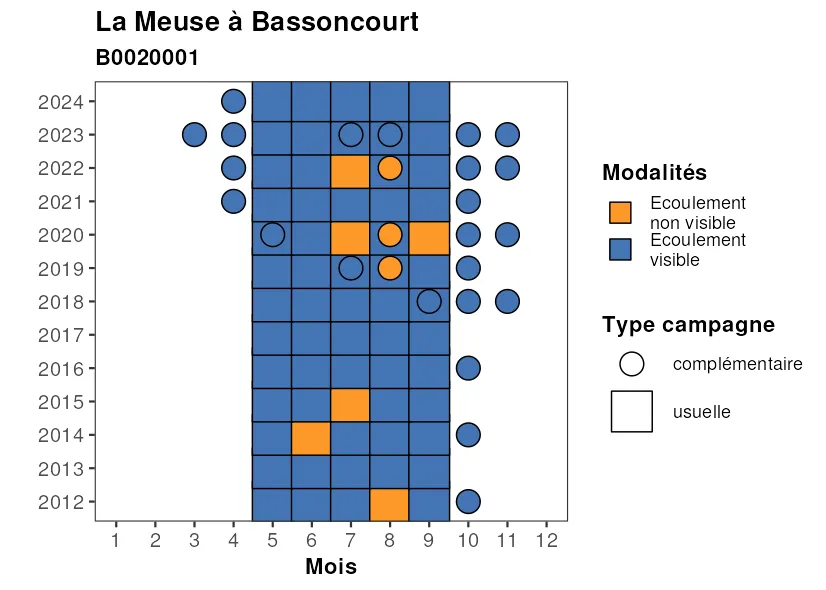 La Meuse à Bassoncourt
B0020001
2024
2023
2022
2021
2020
2019
2018
2017
2016
2015
2014
2013
2012
1 2 3 4 5 6 7 8 9 10 11 12
Mois
Modalités
Ecoulement
non visible
Ecoulement
visible
Type campagne
complémentaire
usuelle